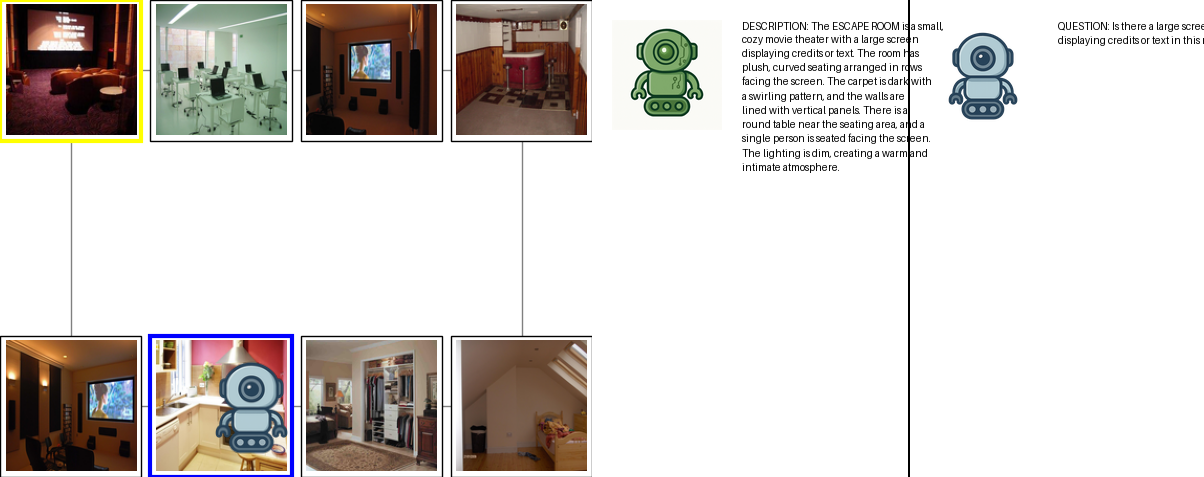 DESCRIPTION: The ESCAPE ROOM is a small,
cozy movie theater with a large screen
displaying credits or text. The room has
plush, curved seating arranged in rows
facing the screen. The carpet is dark with
a swirling pattern, and the walls are
lined with vertical panels. There is a
round table near the seating area, and a
single person is seated facing the screen.
The lighting is dim, creating a warm and
intimate atmosphere.
QUESTION: Is there a large
displaying credits or text in this